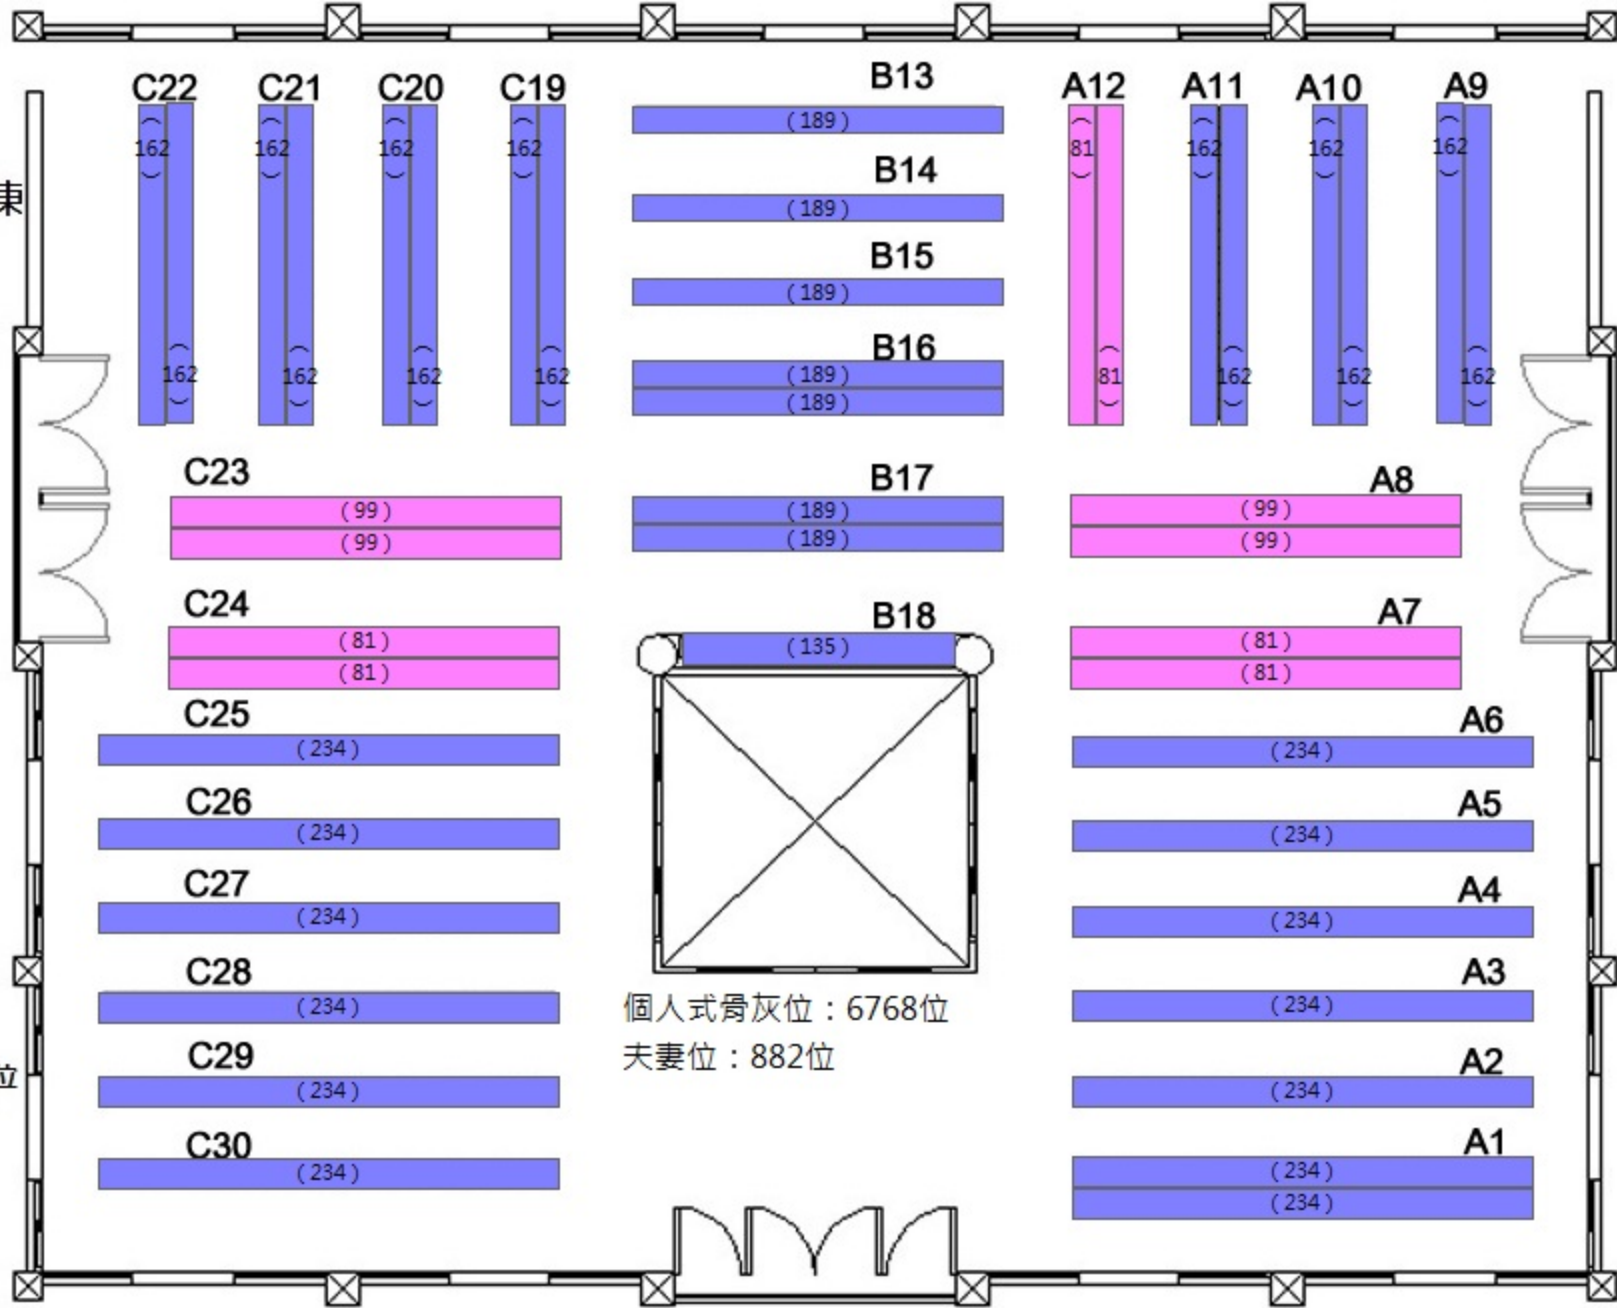 C22 C21 C20 C19 B13 A12 A11 A10 A9
(189)
(162) (162) (162) (162) (81) (162) (162) (162)
B14
東
(189)
B15
(189)
B16
(162) (162) (162) (162) (189) (81) (162) (162) (162)
(189)
C23 B17 A8
(99) (189) (99)
(99) (189) (99)
C24 B18 A7
(81) (135) (81)
(81) (81)
C25 A6
(234) (234)
C26 A5
(234) (234)
C27 A4
(234) (234)
C28 A3
(234) (234)
個人式骨灰位：6768位
夫妻位：882位
C29 A2
位
(234) (234)
C30 A1
(234) (234)
(234)